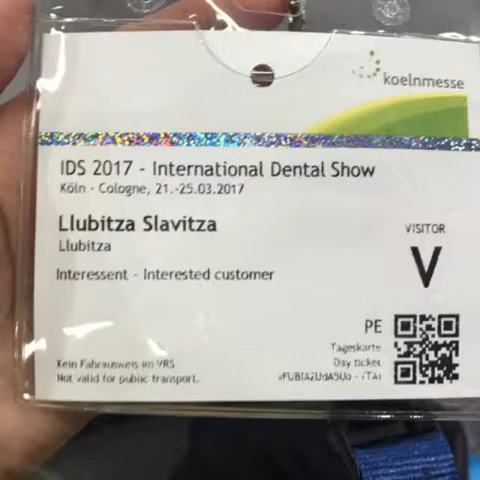 koelnmesse
IDS 2017 - International Dental Show
Köln - Cologne, 21.-25.03.2017
Llubitza Slavitza
Llubitza
VISITOR
V
Interessent - Interested customer
PE
Tageskarte
Day ticket
Kein Fahrausweis im VRS
Not valid for public transport.